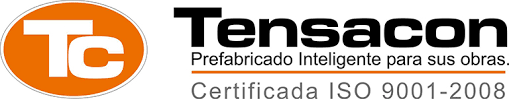 TC
Tensacon
Prefabricado Inteligente para sus obras.
Certificada ISO 9001-2008